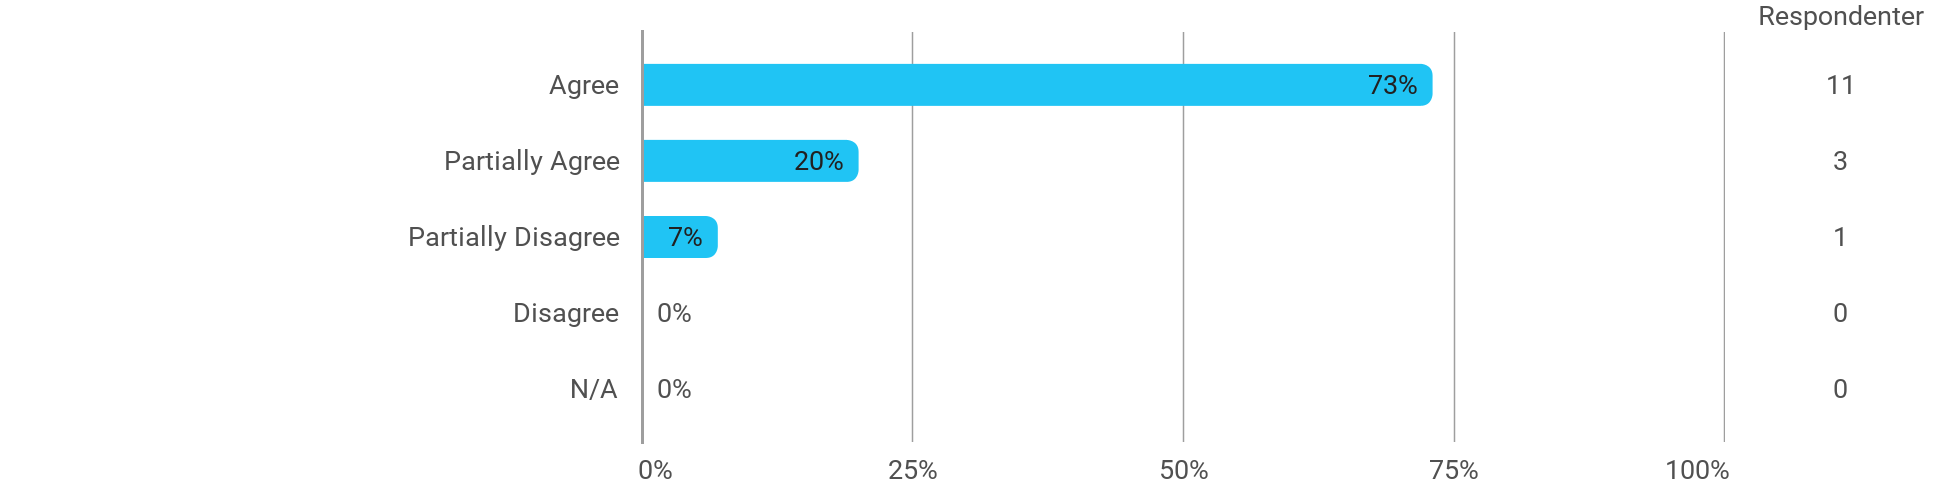 Respondenter
Agree 73% 11
Partially Agree 20% 3
Partially Disagree 7% 1
Disagree 0% 0
N/A 0% 0
0% 25% 50% 75% 100%